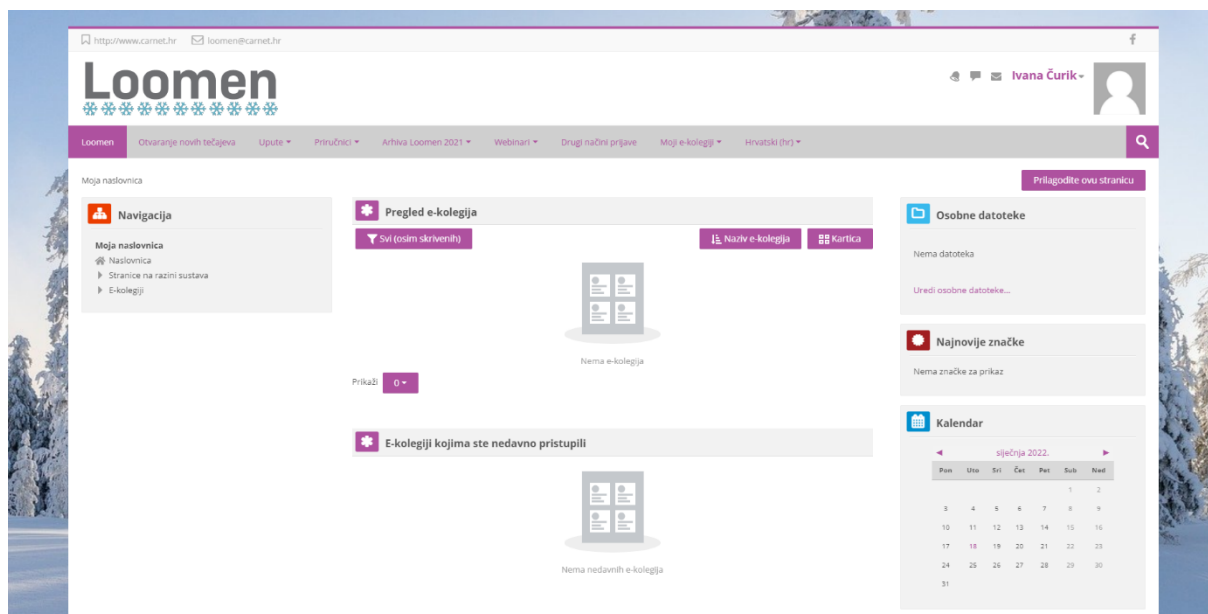 http://www.carnet.hr loomen@carnet.hr
Loomen
Ivana Čurik
Loomen Otvaranje novih tečajeva Upute Priručnici Arhiva Loomen 2021 Webinari Drugi načini prijave Moji e-kolegiji Hrvatski (hr)
Moja naslovnica
Prilagodite ovu stranicu
Navigacija
Moja naslovnica
Naslovnica
Stranice na razini sustava
E-kolegiji
Pregled e-kolegija
Svi (osim skrivenih) Naziv e-kolegija Kartica
Nema e-kolegija
Prikaži 0
E-kolegiji kojima ste nedavno pristupili
Nema nedavnih e-kolegija
Osobne datoteke
Nema datoteka
Uredi osobne datoteke...
Najnovije značke
Nema značke za prikaz
Kalendar
siječnja 2022.
Pon Uto Sri Čet Pet Sub Ned
1 2
3 4 5 6 7 8 9
10 11 12 13 14 15 16
17 18 19 20 21 22 23
24 25 26 27 28 29 30
31